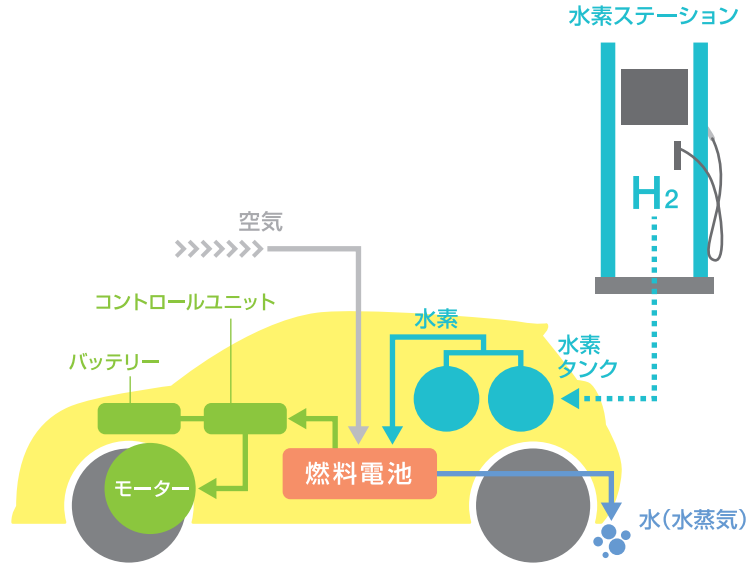 水素ステーション
H2
空気
コントロールユニット
水素
水素
タンク
バッテリー
燃料電池
モーター
水(水蒸気)